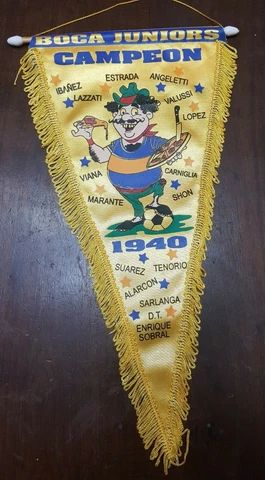 BOCA JUNIORS
CAMPEON
IBAÑEZ ESTRADA ANGELETTI
LAZZATI VALUSSI
LOPEZ
VIANA CARNIGLIA
MARANTE SHON
1940
SUAREZ TENORIO
ALARCON
SARLANGA
D.T.
ENRIQUE
SOBRAL